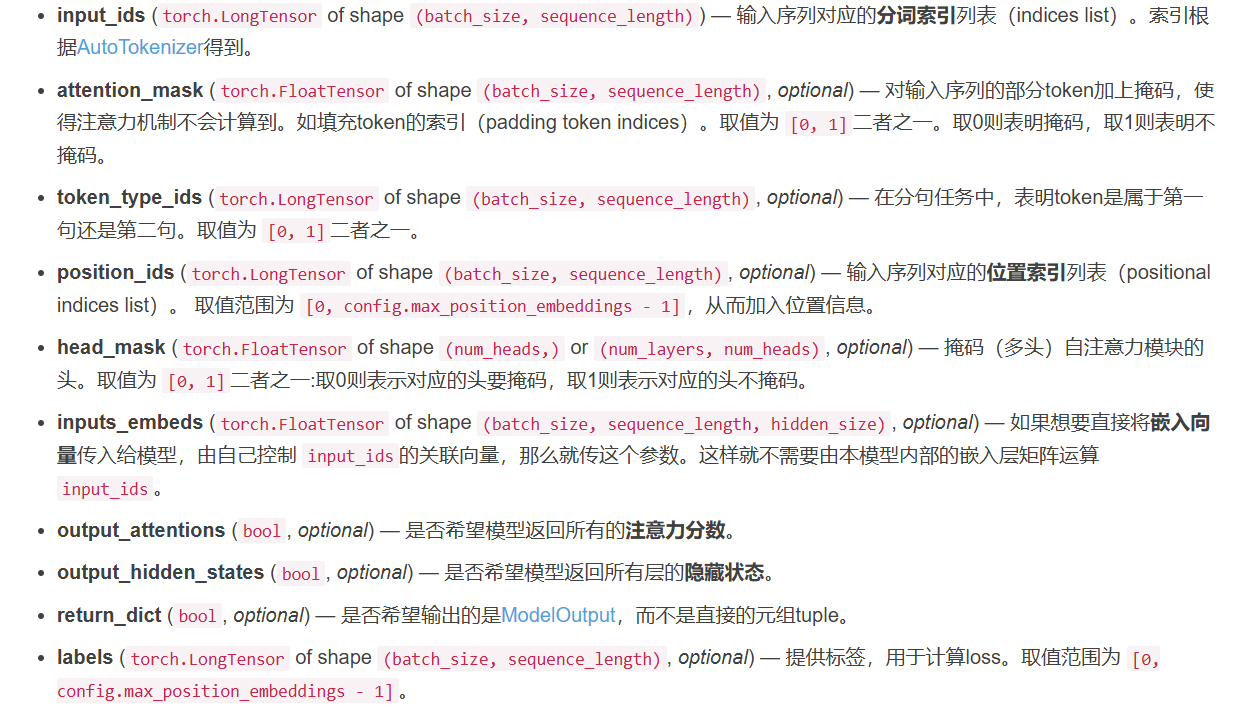 • input_ids (torch.LongTensor of shape (batch_size, sequence_length)) — 输入序列对应的分词索引列表（indices list）。索引根
据AutoTokenizer得到。
• attention_mask (torch.FloatTensor of shape (batch_size, sequence_length), optional) — 对输入序列的部分token加上掩码，使
得注意力机制不会计算到。如填充token的索引（padding token indices）。取值为 [0, 1]二者之一。取0则表明掩码，取1则表明不
掩码。
• token_type_ids (torch.LongTensor of shape (batch_size, sequence_length), optional) — 在分句任务中，表明token是属于第一
句还是第二句。取值为 [0, 1]二者之一。
• position_ids (torch.LongTensor of shape (batch_size, sequence_length), optional) — 输入序列对应的位置索引列表（positional
indices list）。 取值范围为 [0, config.max_position_embeddings - 1]，从而加入位置信息。
• head_mask (torch.FloatTensor of shape (num_heads,) or (num_layers, num_heads), optional) — 掩码（多头）自注意力模块的
头。取值为 [0, 1]二者之一:取0则表示对应的头要掩码，取1则表示对应的头不掩码。
• inputs_embeds (torch.FloatTensor of shape (batch_size, sequence_length, hidden_size), optional) — 如果想要直接将嵌入向
量传入给模型，由自己控制 input_ids的关联向量，那么就传这个参数。这样就不需要由本模型内部的嵌入层矩阵运算
input_ids。
• output_attentions (bool, optional) — 是否希望模型返回所有的注意力分数。
• output_hidden_states (bool, optional) — 是否希望模型返回所有层的隐藏状态。
• return_dict (bool, optional) — 是否希望输出的是ModelOutput，而不是直接的元组tuple。
• labels (torch.LongTensor of shape (batch_size, sequence_length), optional) — 提供标签，用于计算loss。取值范围为 [0,
config.max_position_embeddings - 1]。